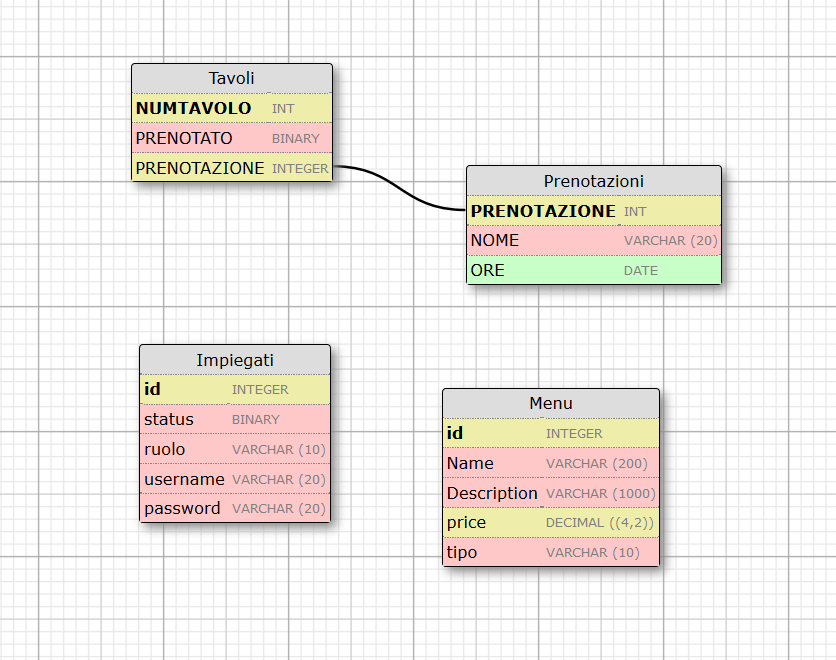 Tavoli
NUMTAVOLO INT
PRENOTATO BINARY
PRENOTAZIONE INTEGER
Prenotazioni
PRENOTAZIONE INT
NOME VARCHAR (20)
ORE DATE
Impiegati
id INTEGER
status BINARY
ruolo VARCHAR (10)
username VARCHAR (20)
password VARCHAR (20)
Menu
id INTEGER
Name VARCHAR (200)
Description VARCHAR (1000)
price DECIMAL ((4,2))
tipo VARCHAR (10)